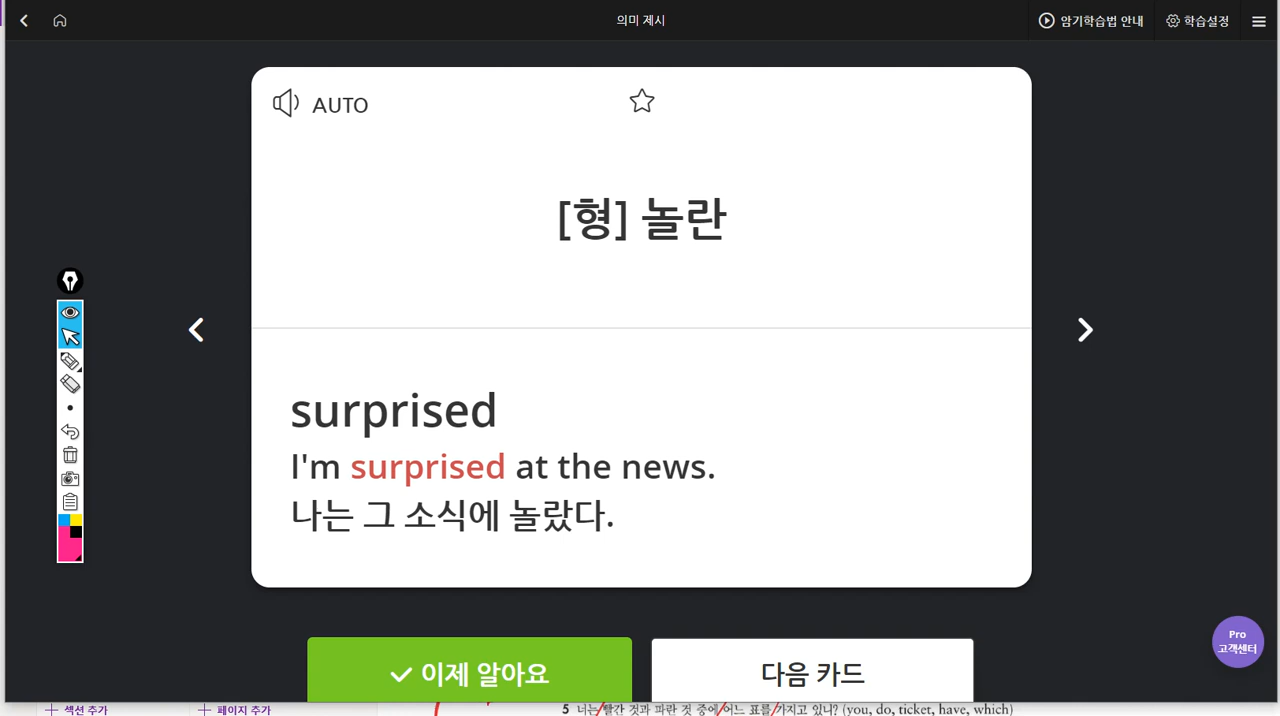 의미 제시
암기학습법 안내
학습설정
AUTO
[형] 놀란
surprised
I'm surprised at the news.
나는 그 소식에 놀랐다.
이제 알아요
다음 카드
Pro
고객센터
섹션 추가
페이지 추가
5 너는 빨간 것과 파란 것 중에 어느 표를 가지고 있니? (you, do, ticket, have, which)